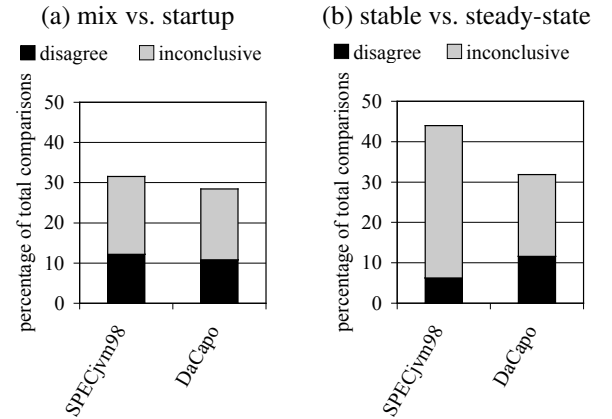 (a) mix vs. startup
disagree inconclusive
percentage of total comparisons
50
40
30
20
10
0
SPECjvm98
DaCapo
(b) stable vs. steady-state
disagree inconclusive
percentage of total comparisons
50
40
30
20
10
0
SPECjvm98
DaCapo